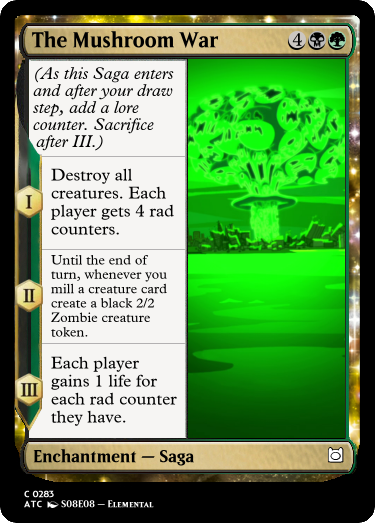 The Mushroom War 4
(As this Saga enters
and after your draw
step, add a lore
counter. Sacrifice
after III.)
I
Destroy all
creatures. Each
player gets 4 rad
counters.
II
Until the end of
turn, whenever you
mill a creature card
create a black 2/2
Zombie creature
token.
III
Each player
gains 1 life for
each rad counter
they have.
Enchantment — Saga
C 0283
ATC S08E08 — Elemental